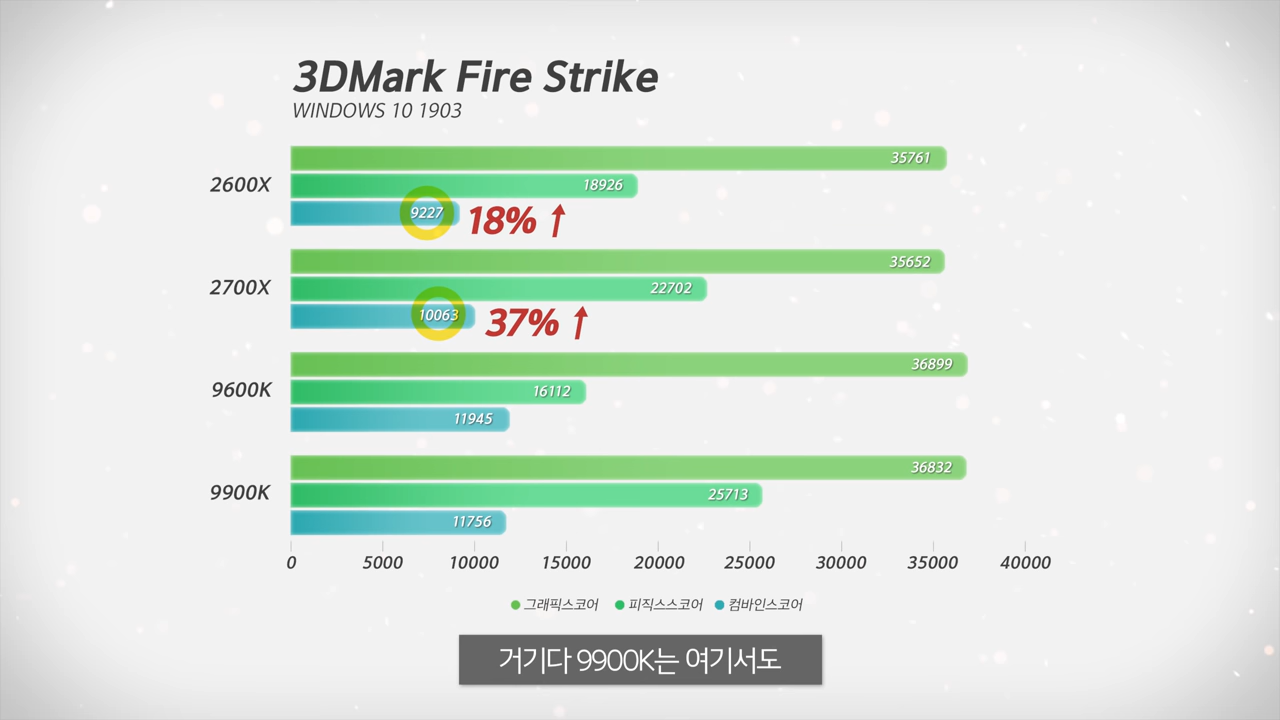 3DMark Fire Strike
WINDOWS 10 1903
35761
2600X
18926
9227
18%
35652
2700X
22702
10063
37%
36899
9600K
16112
11945
36832
9900K
25713
11756
0 5000 10000 15000 20000 25000 30000 35000 40000
그래픽스코어 피직스스코어 컴바인스코어
거기다 9900K는 여기서도